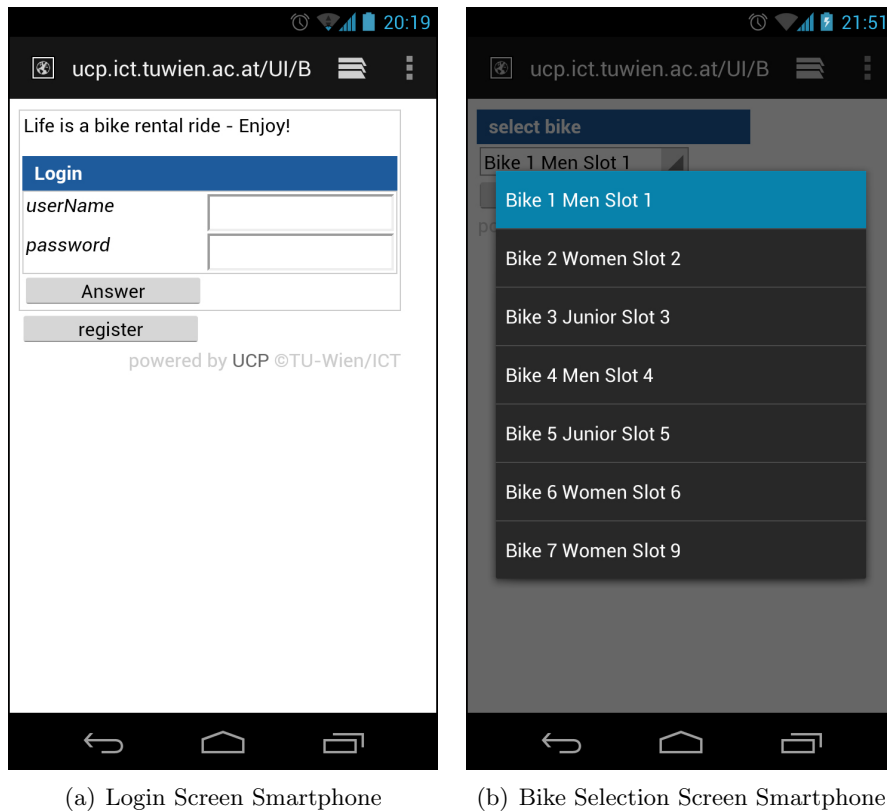 20:19
ucp.ict.tuwien.ac.at/UI/B
Life is a bike rental ride - Enjoy!
Login
userName
password
Answer
register
powered by UCP ©TU-Wien/ICT
(a) Login Screen Smartphone
21:51
ucp.ict.tuwien.ac.at/UI/B
select bike
Bike 1 Men Slot 1
Bike 1 Men Slot 1
Bike 2 Women Slot 2
Bike 3 Junior Slot 3
Bike 4 Men Slot 4
Bike 5 Junior Slot 5
Bike 6 Women Slot 6
Bike 7 Women Slot 9
(b) Bike Selection Screen Smartphone